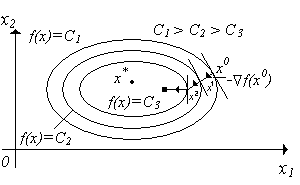 x₂
f(x)=C₁
C₁ > C₂ > C₃
x*
x⁰
-∇f(x⁰)
x²
x¹
f(x)=C₃
f(x)=C₂
0
x₁